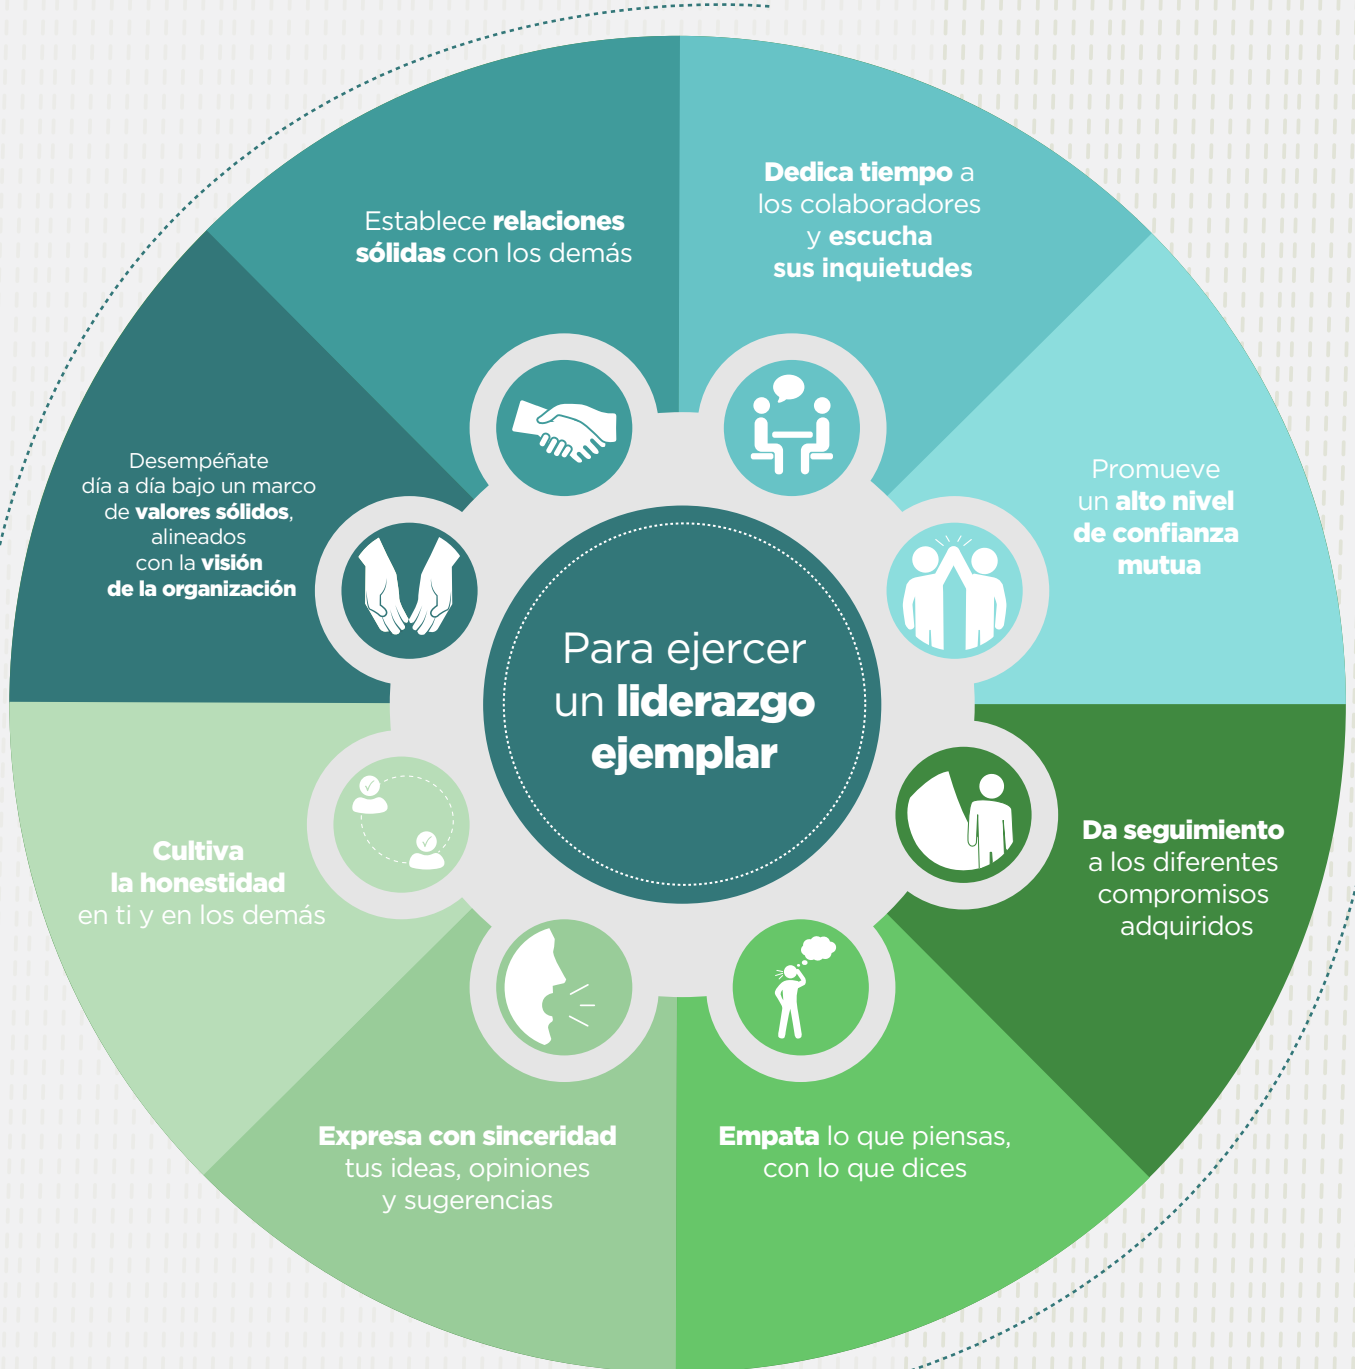 Para ejercer
un liderazgo
ejemplar
Dedica tiempo a
los colaboradores
y escucha
sus inquietudes
Promueve
un alto nivel
de confianza
mutua
Da seguimiento
a los diferentes
compromisos
adquiridos
Empata lo que piensas,
con lo que dices
Expresa con sinceridad
tus ideas, opiniones
y sugerencias
Cultiva
la honestidad
en ti y en los demás
Desempéñate
día a día bajo un marco
de valores sólidos,
alineados
con la visión
de la organización
Establece relaciones
sólidas con los demás